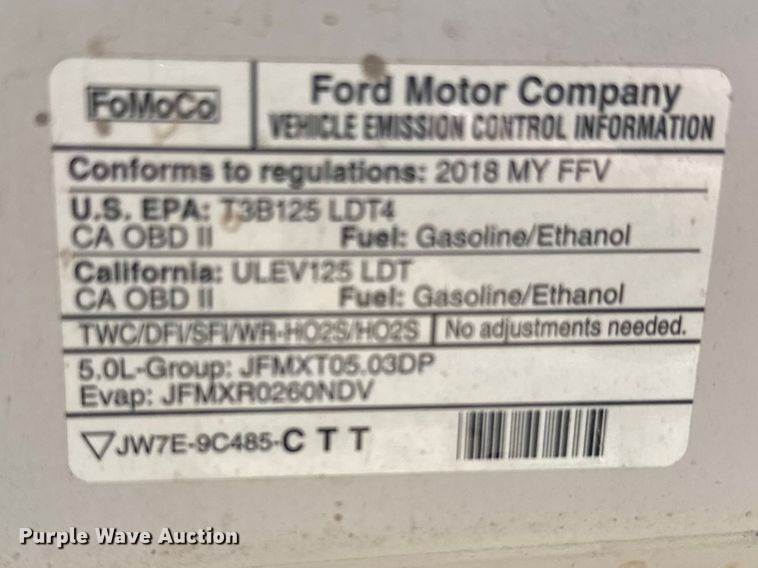 FoMoCo
Ford Motor Company
VEHICLE EMISSION CONTROL INFORMATION
Conforms to regulations: 2018 MY FFV
U.S. EPA: T3B125 LDT4
CA OBD II Fuel: Gasoline/Ethanol
California: ULEV125 LDT
CA OBD II Fuel: Gasoline/Ethanol
TWC/DFI/SFI/WR-HO2S/HO2S No adjustments needed.
5.0L-Group: JFMXT05.03DP
Evap: JFMXR0260NDV
▽JW7E-9C485-C T T
Purple Wave Auction